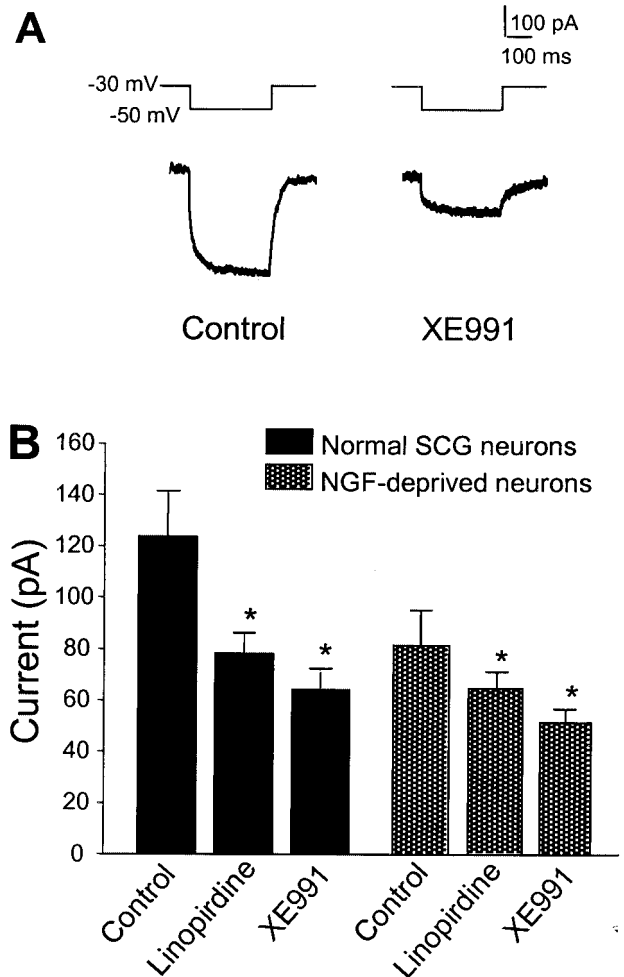 A
100 pA
100 ms
-30 mV
-50 mV
Control
XE991
B
Normal SCG neurons
NGF-deprived neurons
Current (pA)
160
140
120
100
80
60
40
20
0
*
*
*
*
Control
Linopirdine
XE991
Control
Linopirdine
XE991